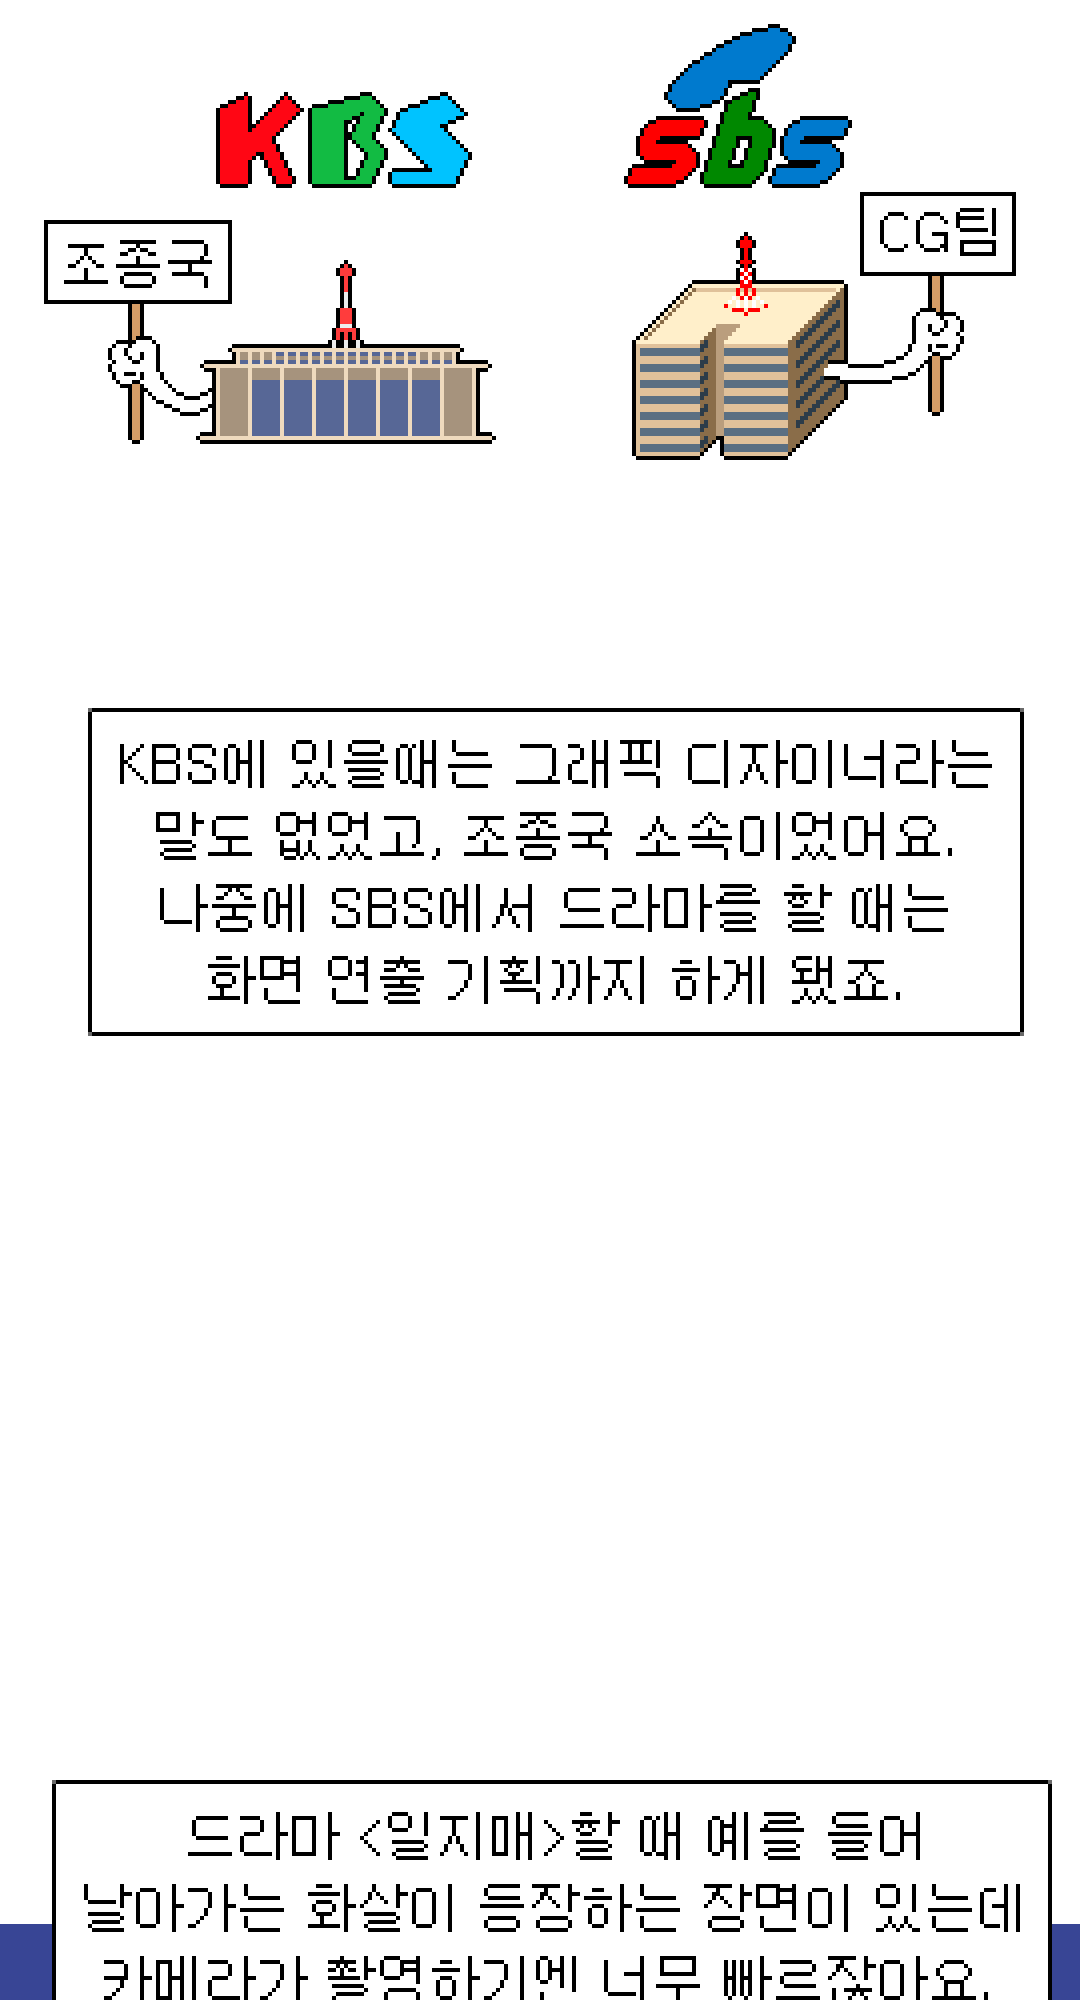 KBS
sbs
조종국
CG팀
KBS에 있을때는 그래픽 디자이너라는
말도 없었고, 조종국 소속이었어요.
나중에 SBS에서 드라마를 할 때는
화면 연출 기획까지 하게 됐죠.
드라마 <일지매>할 때 예를 들어
날아가는 화살이 등장하는 장면이 있는데
카메라가 촬영하기엔 너무 빠르잖아요.